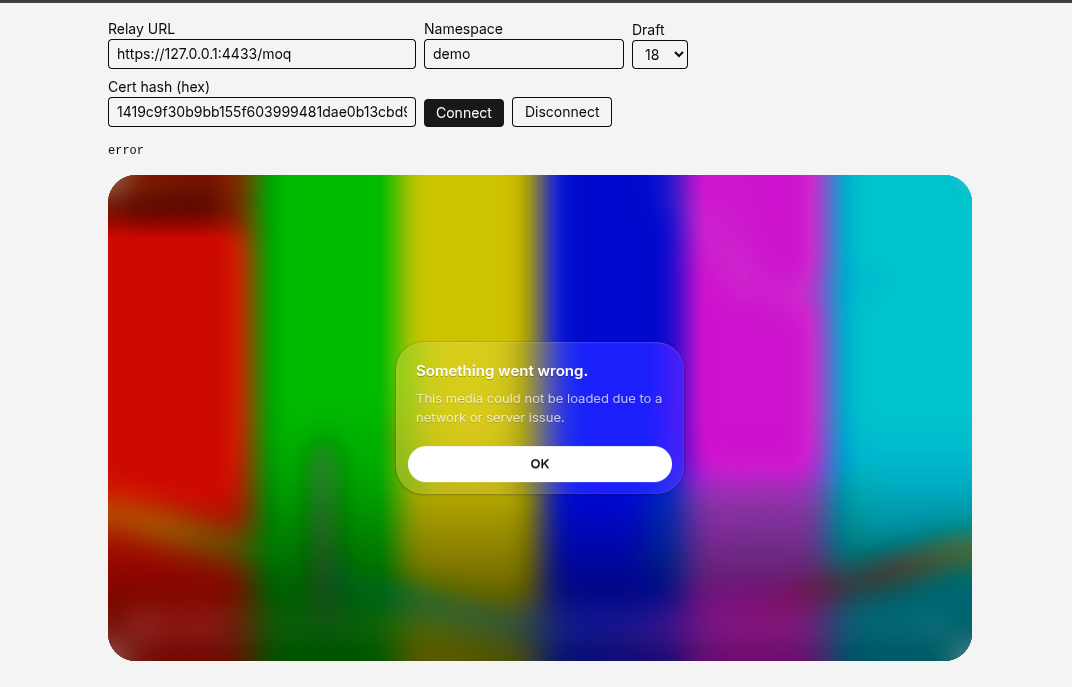 Relay URL
Namespace
Draft
https://127.0.0.1:4433/moq
demo
18
Cert hash (hex)
1419c9f30b9bb155f603999481dae0b13cbd9
Connect
Disconnect
error
Something went wrong.
This media could not be loaded due to a
network or server issue.
OK